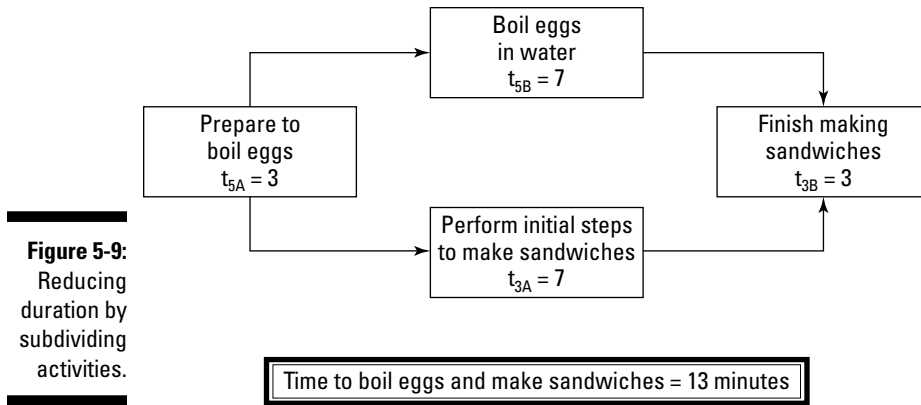 Boil eggs
in water
t5B = 7
Prepare to
boil eggs
t5A = 3
Finish making
sandwiches
t3B = 3
Perform initial steps
to make sandwiches
t3A = 7
Figure 5-9:
Reducing
duration by
subdividing
activities.
Time to boil eggs and make sandwiches = 13 minutes